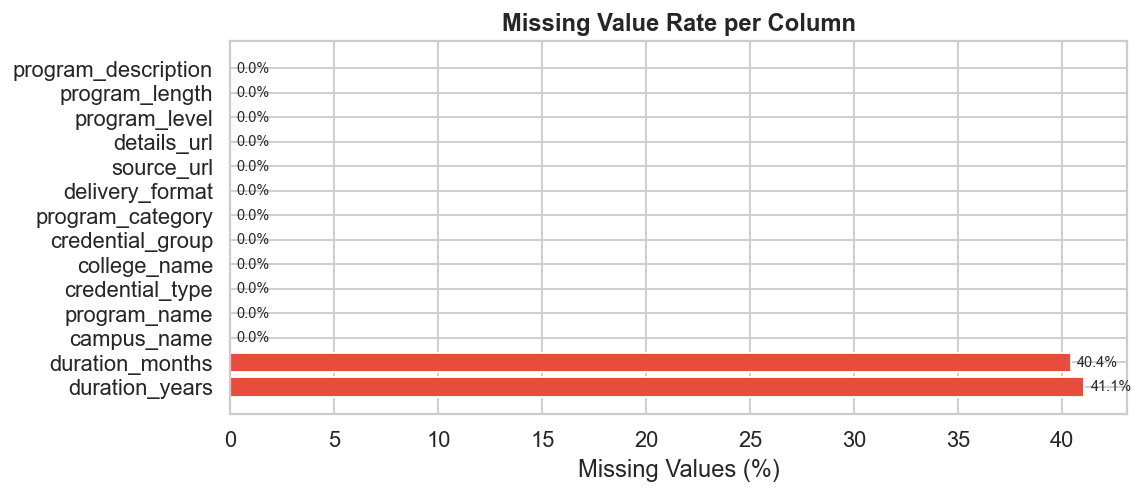 Missing Value Rate per Column
program_description 0.0%
program_length 0.0%
program_level 0.0%
details_url 0.0%
source_url 0.0%
delivery_format 0.0%
program_category 0.0%
credential_group 0.0%
college_name 0.0%
credential_type 0.0%
program_name 0.0%
campus_name 0.0%
duration_months 40.4%
duration_years 41.1%
0 5 10 15 20 25 30 35 40
Missing Values (%)